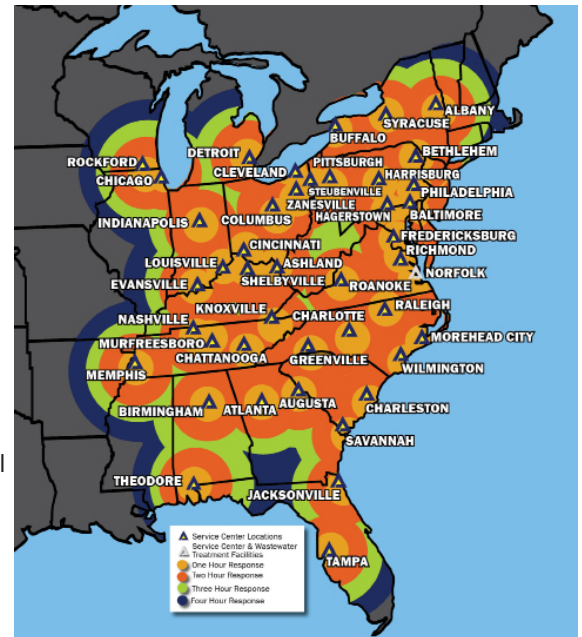 ALBANY
SYRACUSE
BUFFALO
BETHLEHEM
DETROIT
PITTSBURGH
ROCKFORD
CLEVELAND
HARRISBURG
CHICAGO
STEUBENVILLE
PHILADELPHIA
ZANESVILLE
COLUMBUS
HAGERSTOWN
BALTIMORE
INDIANAPOLIS
FREDERICKSBURG
CINCINNATI
RICHMOND
LOUISVILLE
ASHLAND
NORFOLK
SHELBYVILLE
EVANSVILLE
ROANOKE
KNOXVILLE
RALEIGH
NASHVILLE
CHARLOTTE
MURFREESBORO
MOREHEAD CITY
CHATTANOOGA
GREENVILLE
WILMINGTON
MEMPHIS
AUGUSTA
CHARLESTON
BIRMINGHAM
ATLANTA
SAVANNAH
l
THEODORE
JACKSONVILLE
TAMPA
Service Center Locations
Service Center & Wastewater
Treatment Facilities
One Hour Response
Two Hour Response
Three Hour Response
Four Hour Response